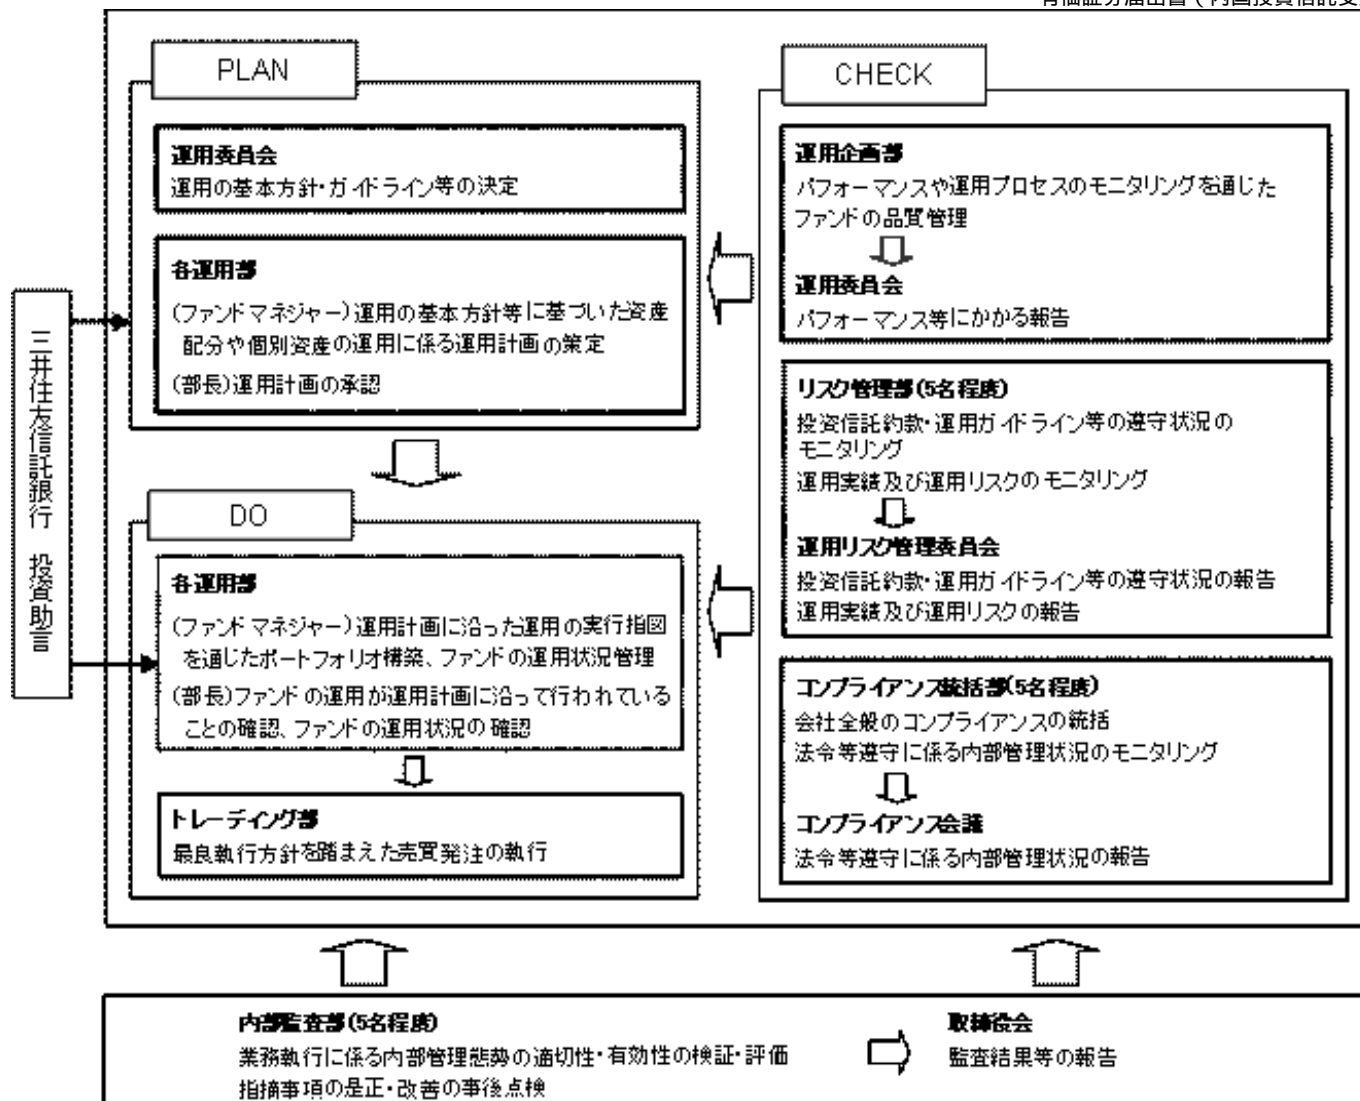 PLAN
運用委員会
運用の基本方針・ガイドライン等の決定
各運用部
(ファンドマネジャー)運用の基本方針等に基づいた資産
配分や個別資産の運用に係る運用計画の策定
(部長)運用計画の承認
三井住友信託銀行 投資助言
DO
各運用部
(ファンドマネジャー)運用計画に沿った運用の実行指図
を通じたポートフォリオ構築、ファンドの運用状況管理
(部長)ファンドの運用が運用計画に沿って行われている
ことの確認、ファンドの運用状況の確認
トレーディング部
最良執行方針を踏まえた売買発注の執行
CHECK
運用企画部
パフォーマンスや運用プロセスのモニタリングを通じた
ファンドの品質管理
運用委員会
パフォーマンス等にかかる報告
リスク管理部(5名程度)
投資信託約款・運用ガイドライン等の遵守状況の
モニタリング
運用実績及び運用リスクのモニタリング
運用リスク管理委員会
投資信託約款・運用ガイドライン等の遵守状況の報告
運用実績及び運用リスクの報告
コンプライアンス統括部(5名程度)
会社全般のコンプライアンスの統括
法令等遵守に係る内部管理状況のモニタリング
コンプライアンス会議
法令等遵守に係る内部管理状況の報告
内部監査部(5名程度)
業務執行に係る内部管理態勢の適切性・有効性の検証・評価
指摘事項の是正・改善の事後点検
取締役会
監査結果等の報告